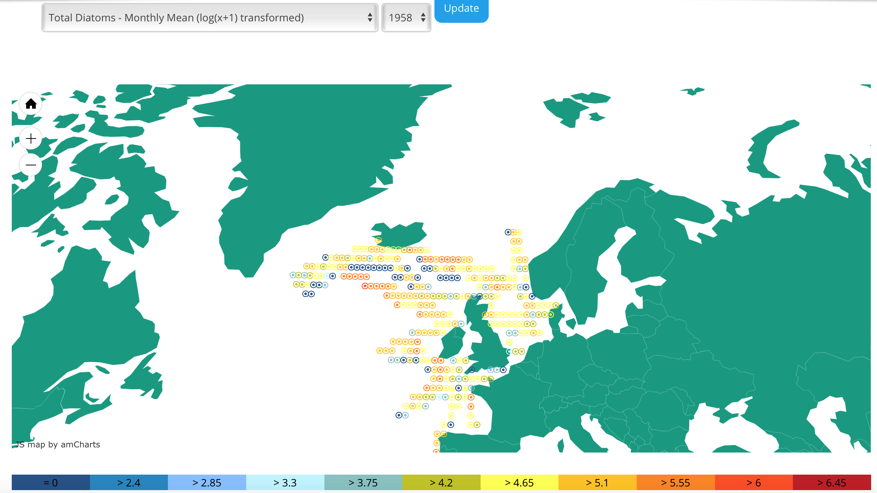 Total Diatoms - Monthly Mean (log(x+1) transformed) 1958 Update
JS map by amCharts
= 0 > 2.4 > 2.85 > 3.3 > 3.75 > 4.2 > 4.65 > 5.1 > 5.55 > 6 > 6.45